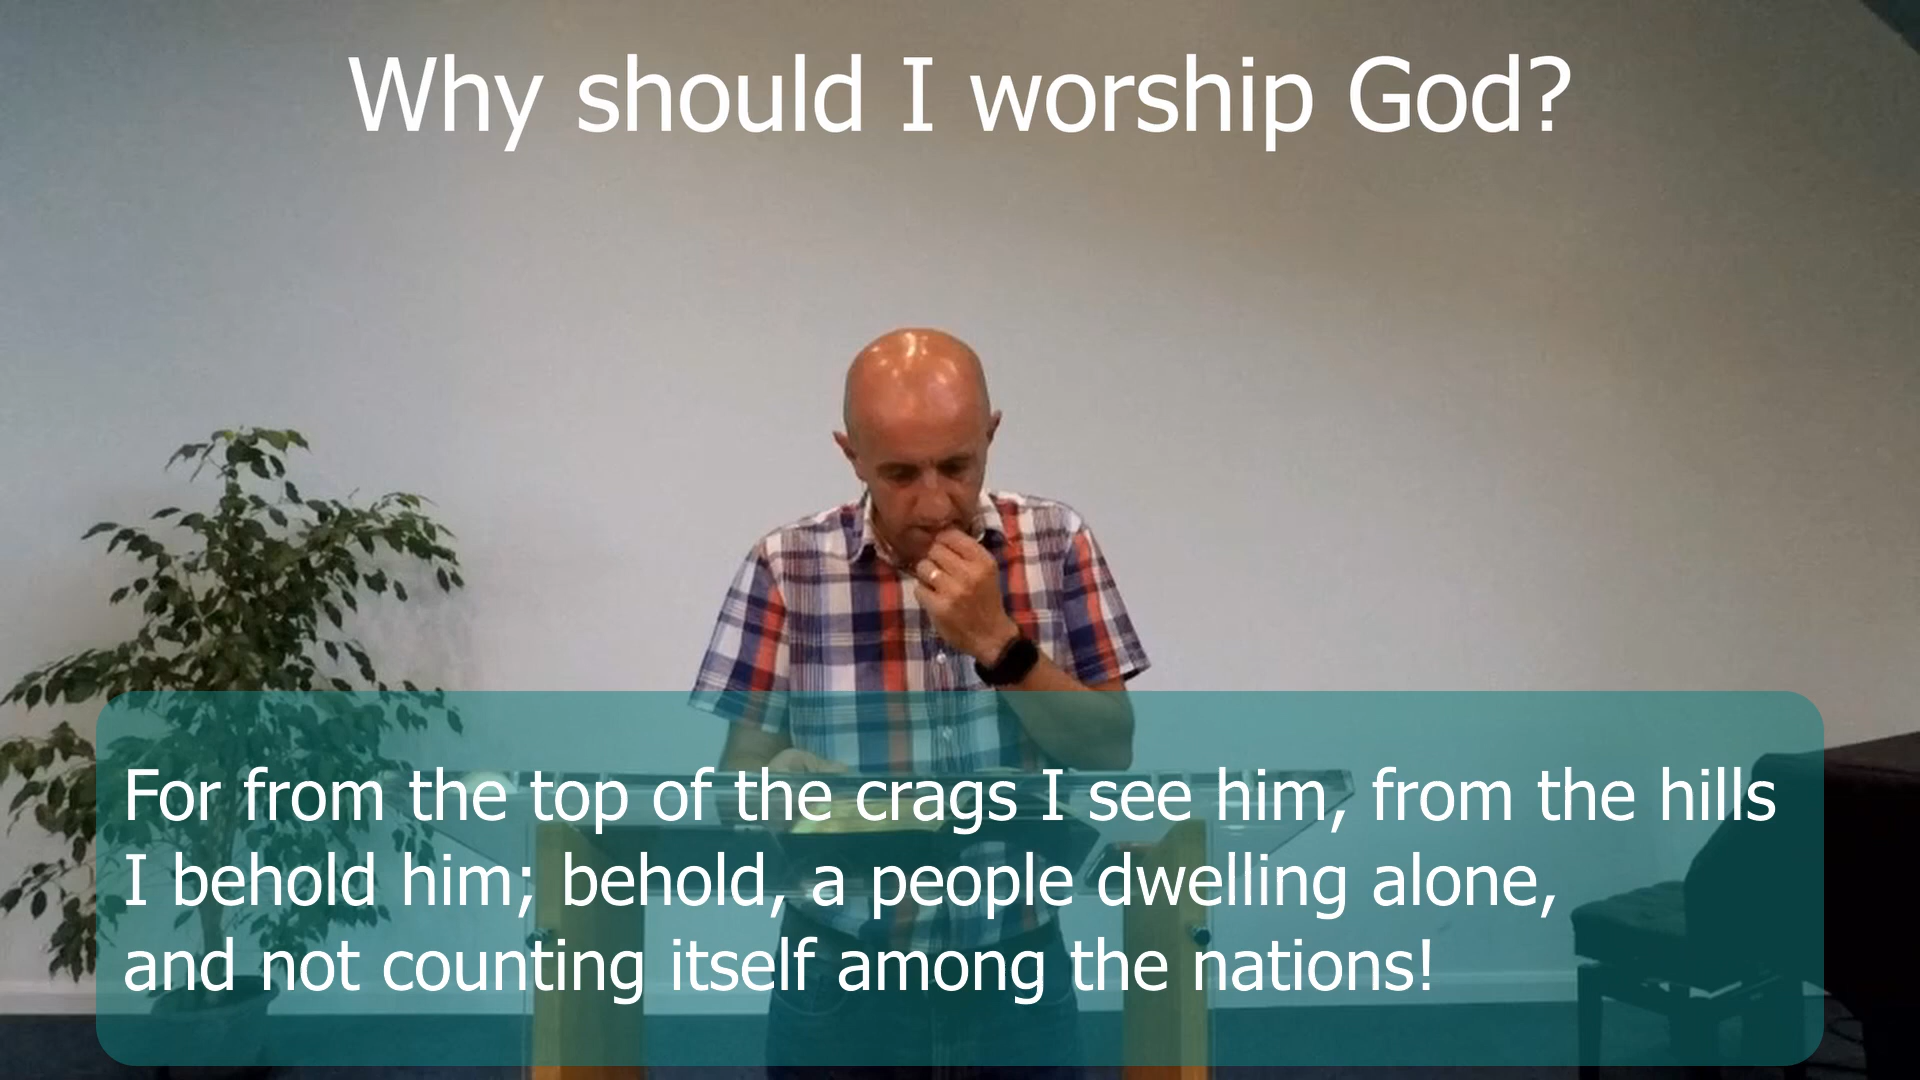 Why should I worship God?
For from the top of the crags I see him, from the hills
I behold him; behold, a people dwelling alone,
and not counting itself among the nations!